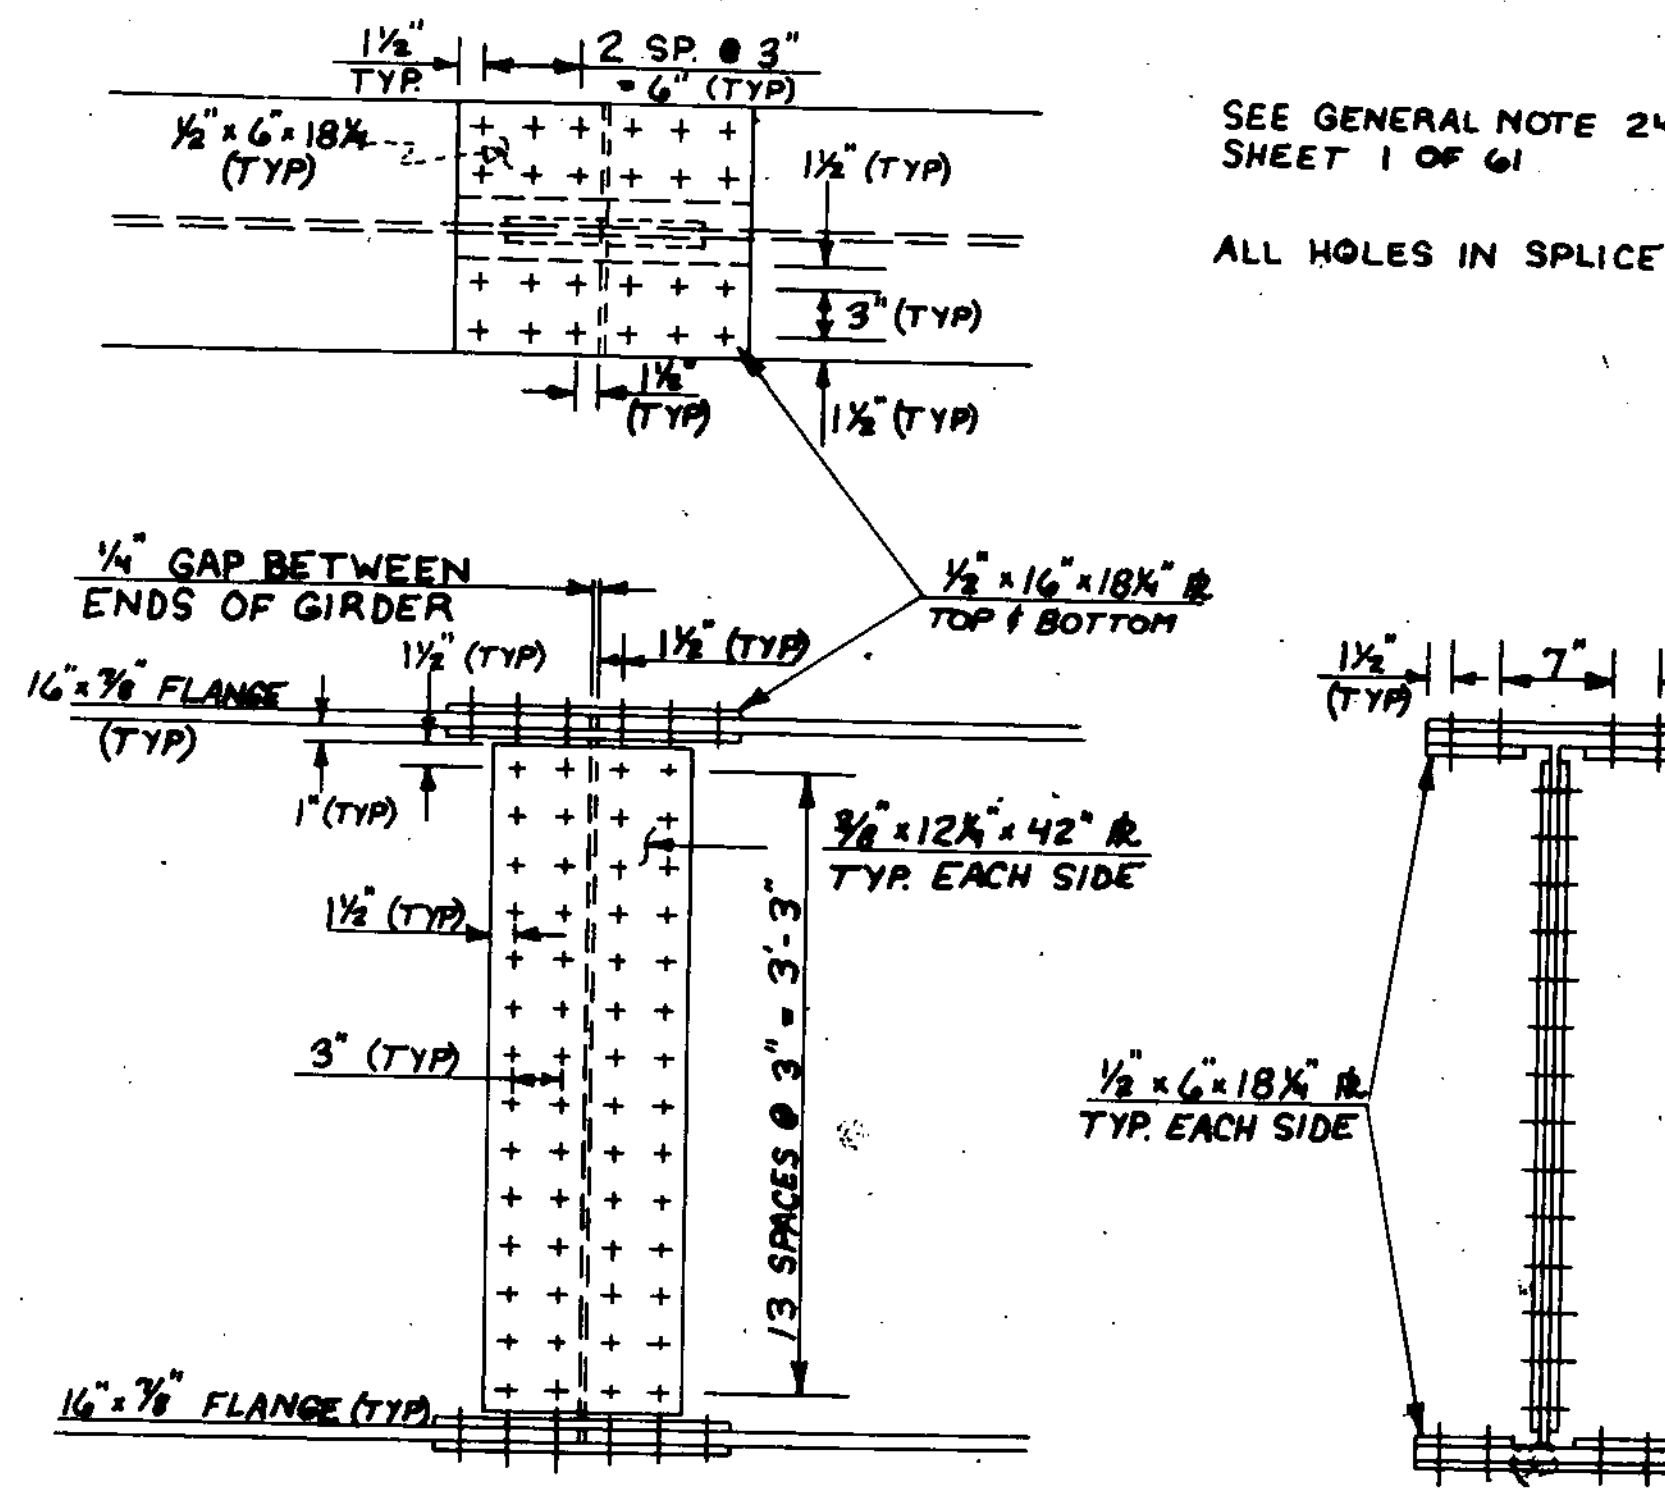 1½" TYP.
2 SP. @ 3"
= 6" (TYP)
½" x 6" x 18¼
(TYP)
1½" (TYP)
3" (TYP)
1½" (TYP)
1½" (TYP)
SEE GENERAL NOTE 24
SHEET 1 OF 61
ALL HOLES IN SPLICE
¼" GAP BETWEEN
ENDS OF GIRDER
½" x 16" x 18¼" ℞
TOP & BOTTOM
1½" (TYP)
1½" (TYP)
16" x ⅞" FLANGE
(TYP)
1" (TYP)
⅜" x 12¼" x 42" ℞
TYP. EACH SIDE
1½" (TYP)
3" (TYP)
13 SPACES @ 3" = 3'-3"
16" x ⅞" FLANGE (TYP)
1½"
(TYP)
7"
½" x 6" x 18¼" ℞
TYP. EACH SIDE